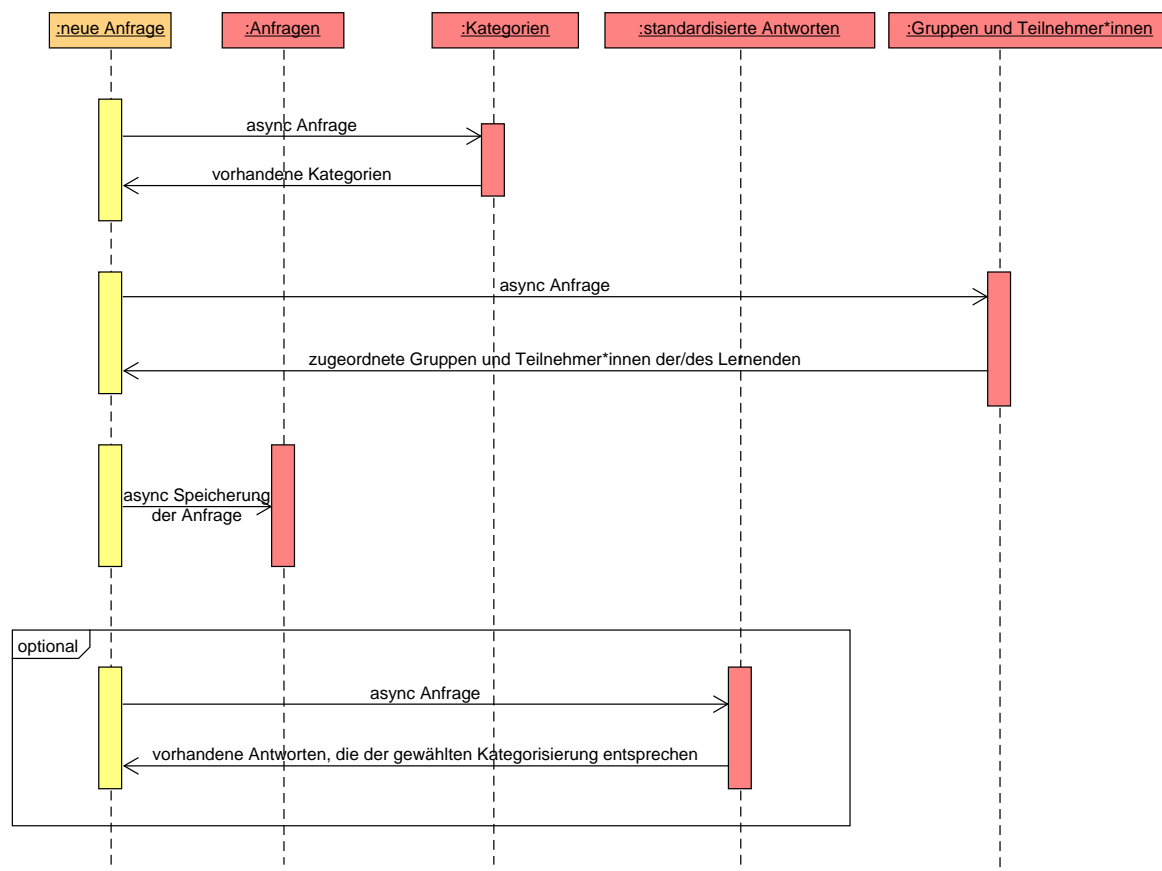 :neue Anfrage
:Anfragen
:Kategorien
:standardisierte Antworten
:Gruppen und Teilnehmer*innen
async Anfrage
vorhandene Kategorien
async Anfrage
zugeordnete Gruppen und Teilnehmer*innen der/des Lernenden
async Speicherung
der Anfrage
optional
async Anfrage
vorhandene Antworten, die der gewählten Kategorisierung entsprechen